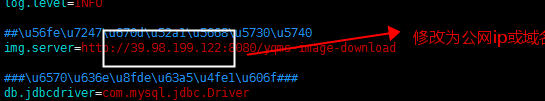 log.level=INFO
##\u56fe\u7247\u670d\u52a1\u5668\u5730\u5740
img.server=http://39.98.199.122:8080/yqms-image-download
修改为公网ip或域名
###\u6570\u636e\u8fde\u63a5\u4fe1\u606f###
db.jdbcdriver=com.mysql.jdbc.Driver